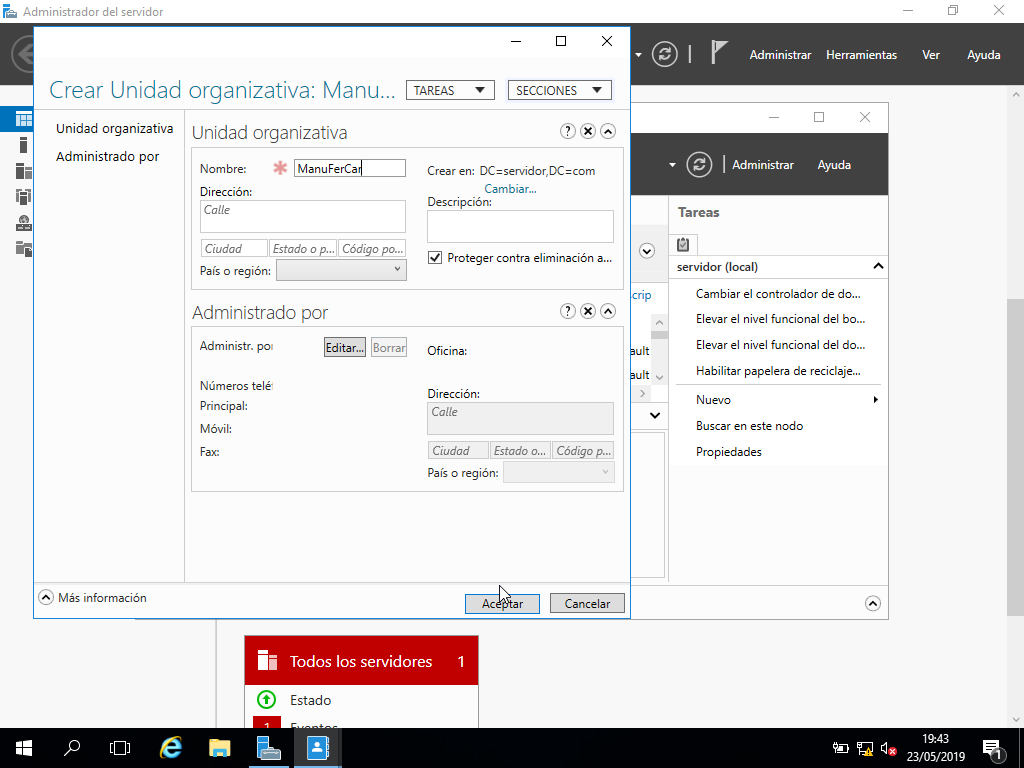 Administrador del servidor
Administrar Herramientas Ver Ayuda
Crear Unidad organizativa: Manu... TAREAS SECCIONES
Unidad organizativa
Administrado por
Unidad organizativa
Nombre: ManuFerCar
Dirección:
Calle
Ciudad Estado o p... Código po...
País o región:
Crear en: DC=servidor,DC=com
Cambiar...
Descripción:
Proteger contra eliminación a...
Administrado por
Administr. por
Editar... Borrar
Oficina:
Números telé
Principal:
Móvil:
Fax:
Dirección:
Calle
Ciudad Estado o... Código p...
País o región:
Más información
Aceptar Cancelar
Administrar Ayuda
scrip
ault
ault
Tareas
servidor (local)
Cambiar el controlador de do...
Elevar el nivel funcional del bo...
Elevar el nivel funcional del do...
Habilitar papelera de reciclaje...
Nuevo
Buscar en este nodo
Propiedades
Todos los servidores 1
Estado
1 Eventos
19:43
23/05/2019
1